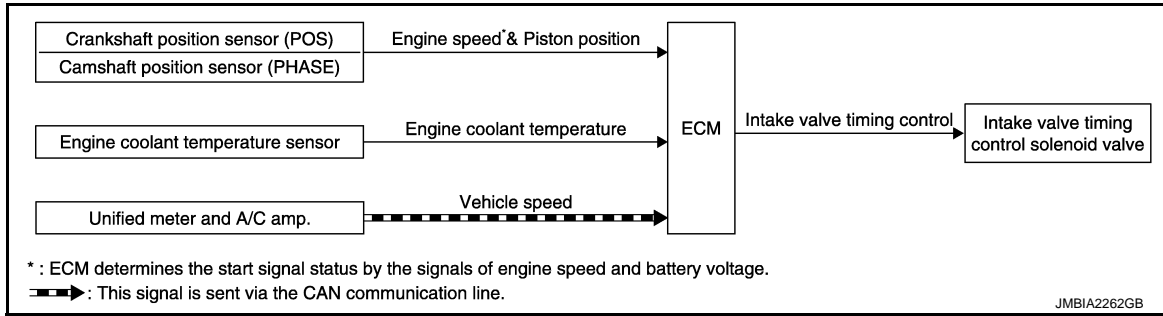 Crankshaft position sensor (POS)
Camshaft position sensor (PHASE)
Engine speed* & Piston position
Engine coolant temperature sensor
Engine coolant temperature
Unified meter and A/C amp.
Vehicle speed
ECM
Intake valve timing control
Intake valve timing
control solenoid valve
* : ECM determines the start signal status by the signals of engine speed and battery voltage.
: This signal is sent via the CAN communication line.
JMBIA2262GB